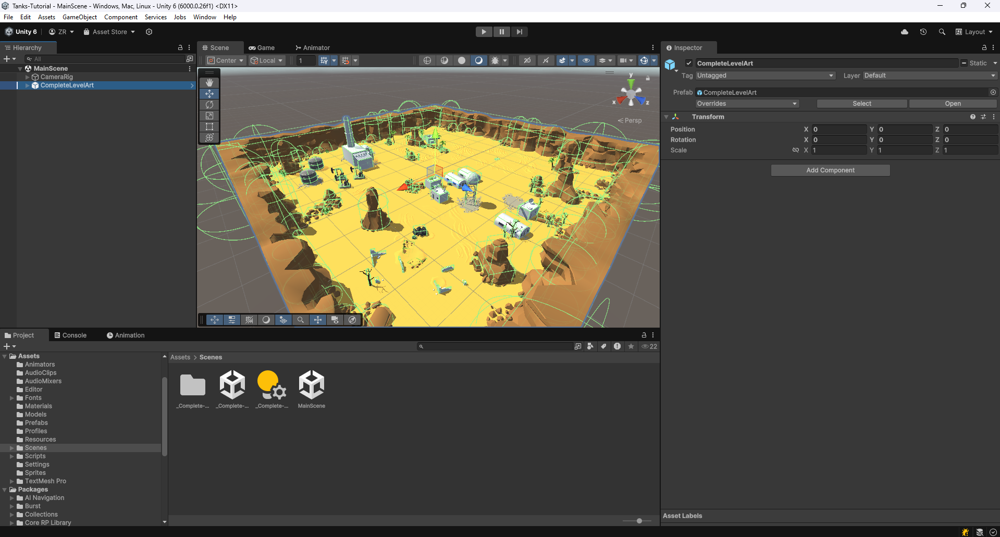 Tanks-Tutorial - MainScene - Windows, Mac, Linux - Unity 6 (6000.0.26f1) <DX11>
File Edit Assets GameObject Component Services Jobs Window Help
Unity 6 ZR Asset Store Layout
Hierarchy
All
MainScene
CameraRig
CompleteLevelArt
Scene Game Animator
Center Local 1 2D
y
x z
Persp
Inspector
CompleteLevelArt Static
Tag Untagged Layer Default
Prefab CompleteLevelArt
Overrides Select Open
Transform
Position X 0 Y 0 Z 0
Rotation X 0 Y 0 Z 0
Scale X 1 Y 1 Z 1
Add Component
Project Console Animation
22
Assets
Animators
AudioClips
AudioMixers
Editor
Fonts
Materials
Models
Prefabs
Profiles
Resources
Scenes
Scripts
Settings
Sprites
TextMesh Pro
Packages
AI Navigation
Burst
Collections
Core RP Library
Assets > Scenes
_Complete-... _Complete-... _Complete-... MainScene
Asset Labels